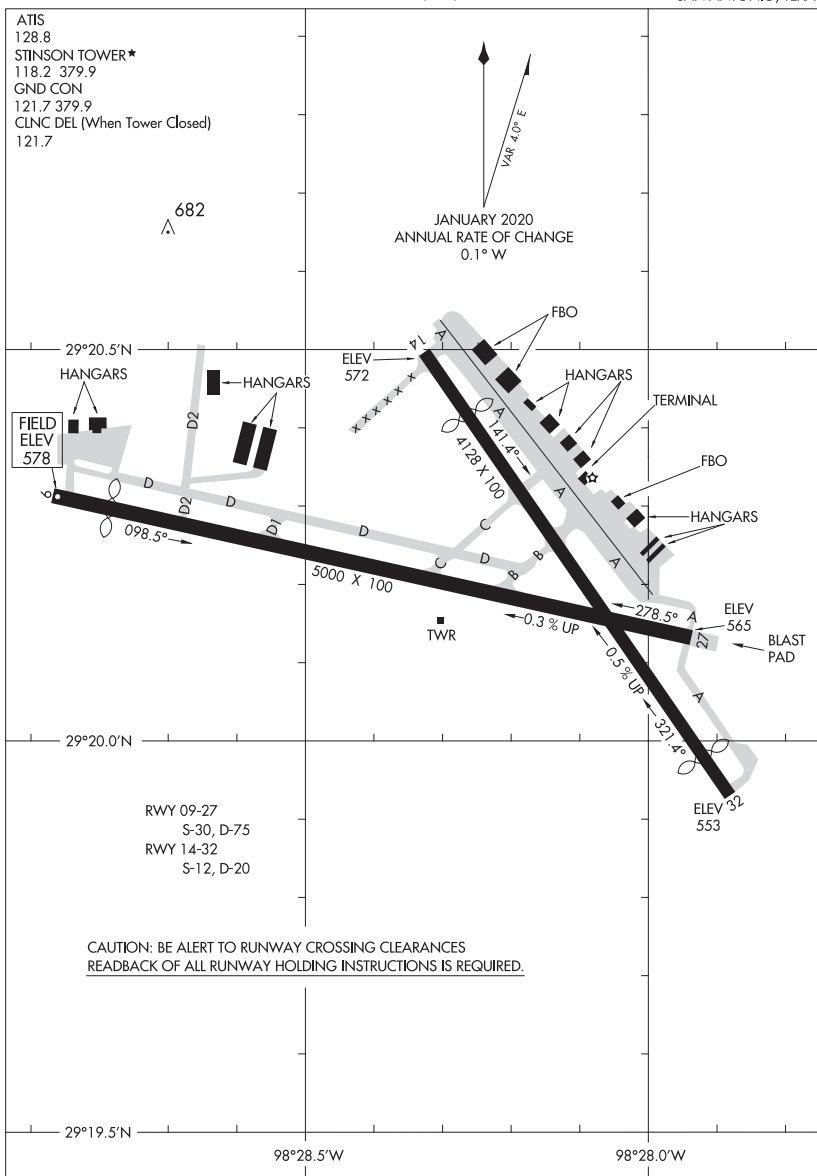 ATIS
128.8
STINSON TOWER★
118.2 379.9
GND CON
121.7 379.9
CLNC DEL (When Tower Closed)
121.7
682
VAR 4.0° E
JANUARY 2020
ANNUAL RATE OF CHANGE
0.1° W
29°20.5'N
HANGARS
HANGARS
FIELD
ELEV
578
D2
D2
D
D
D1
D
D
9
098.5°
5000 X 100
ELEV
572
14
A
X X X X X X
FBO
HANGARS
TERMINAL
FBO
HANGARS
A
141.4°
4128 X 100
A
C
C
B
B
A
TWR
0.3 % UP
278.5°
A
ELEV
565
27
BLAST
PAD
0.5 % UP
321.4°
A
32
ELEV
553
29°20.0'N
RWY 09-27
S-30, D-75
RWY 14-32
S-12, D-20
CAUTION: BE ALERT TO RUNWAY CROSSING CLEARANCES
READBACK OF ALL RUNWAY HOLDING INSTRUCTIONS IS REQUIRED.
29°19.5'N
98°28.5'W
98°28.0'W